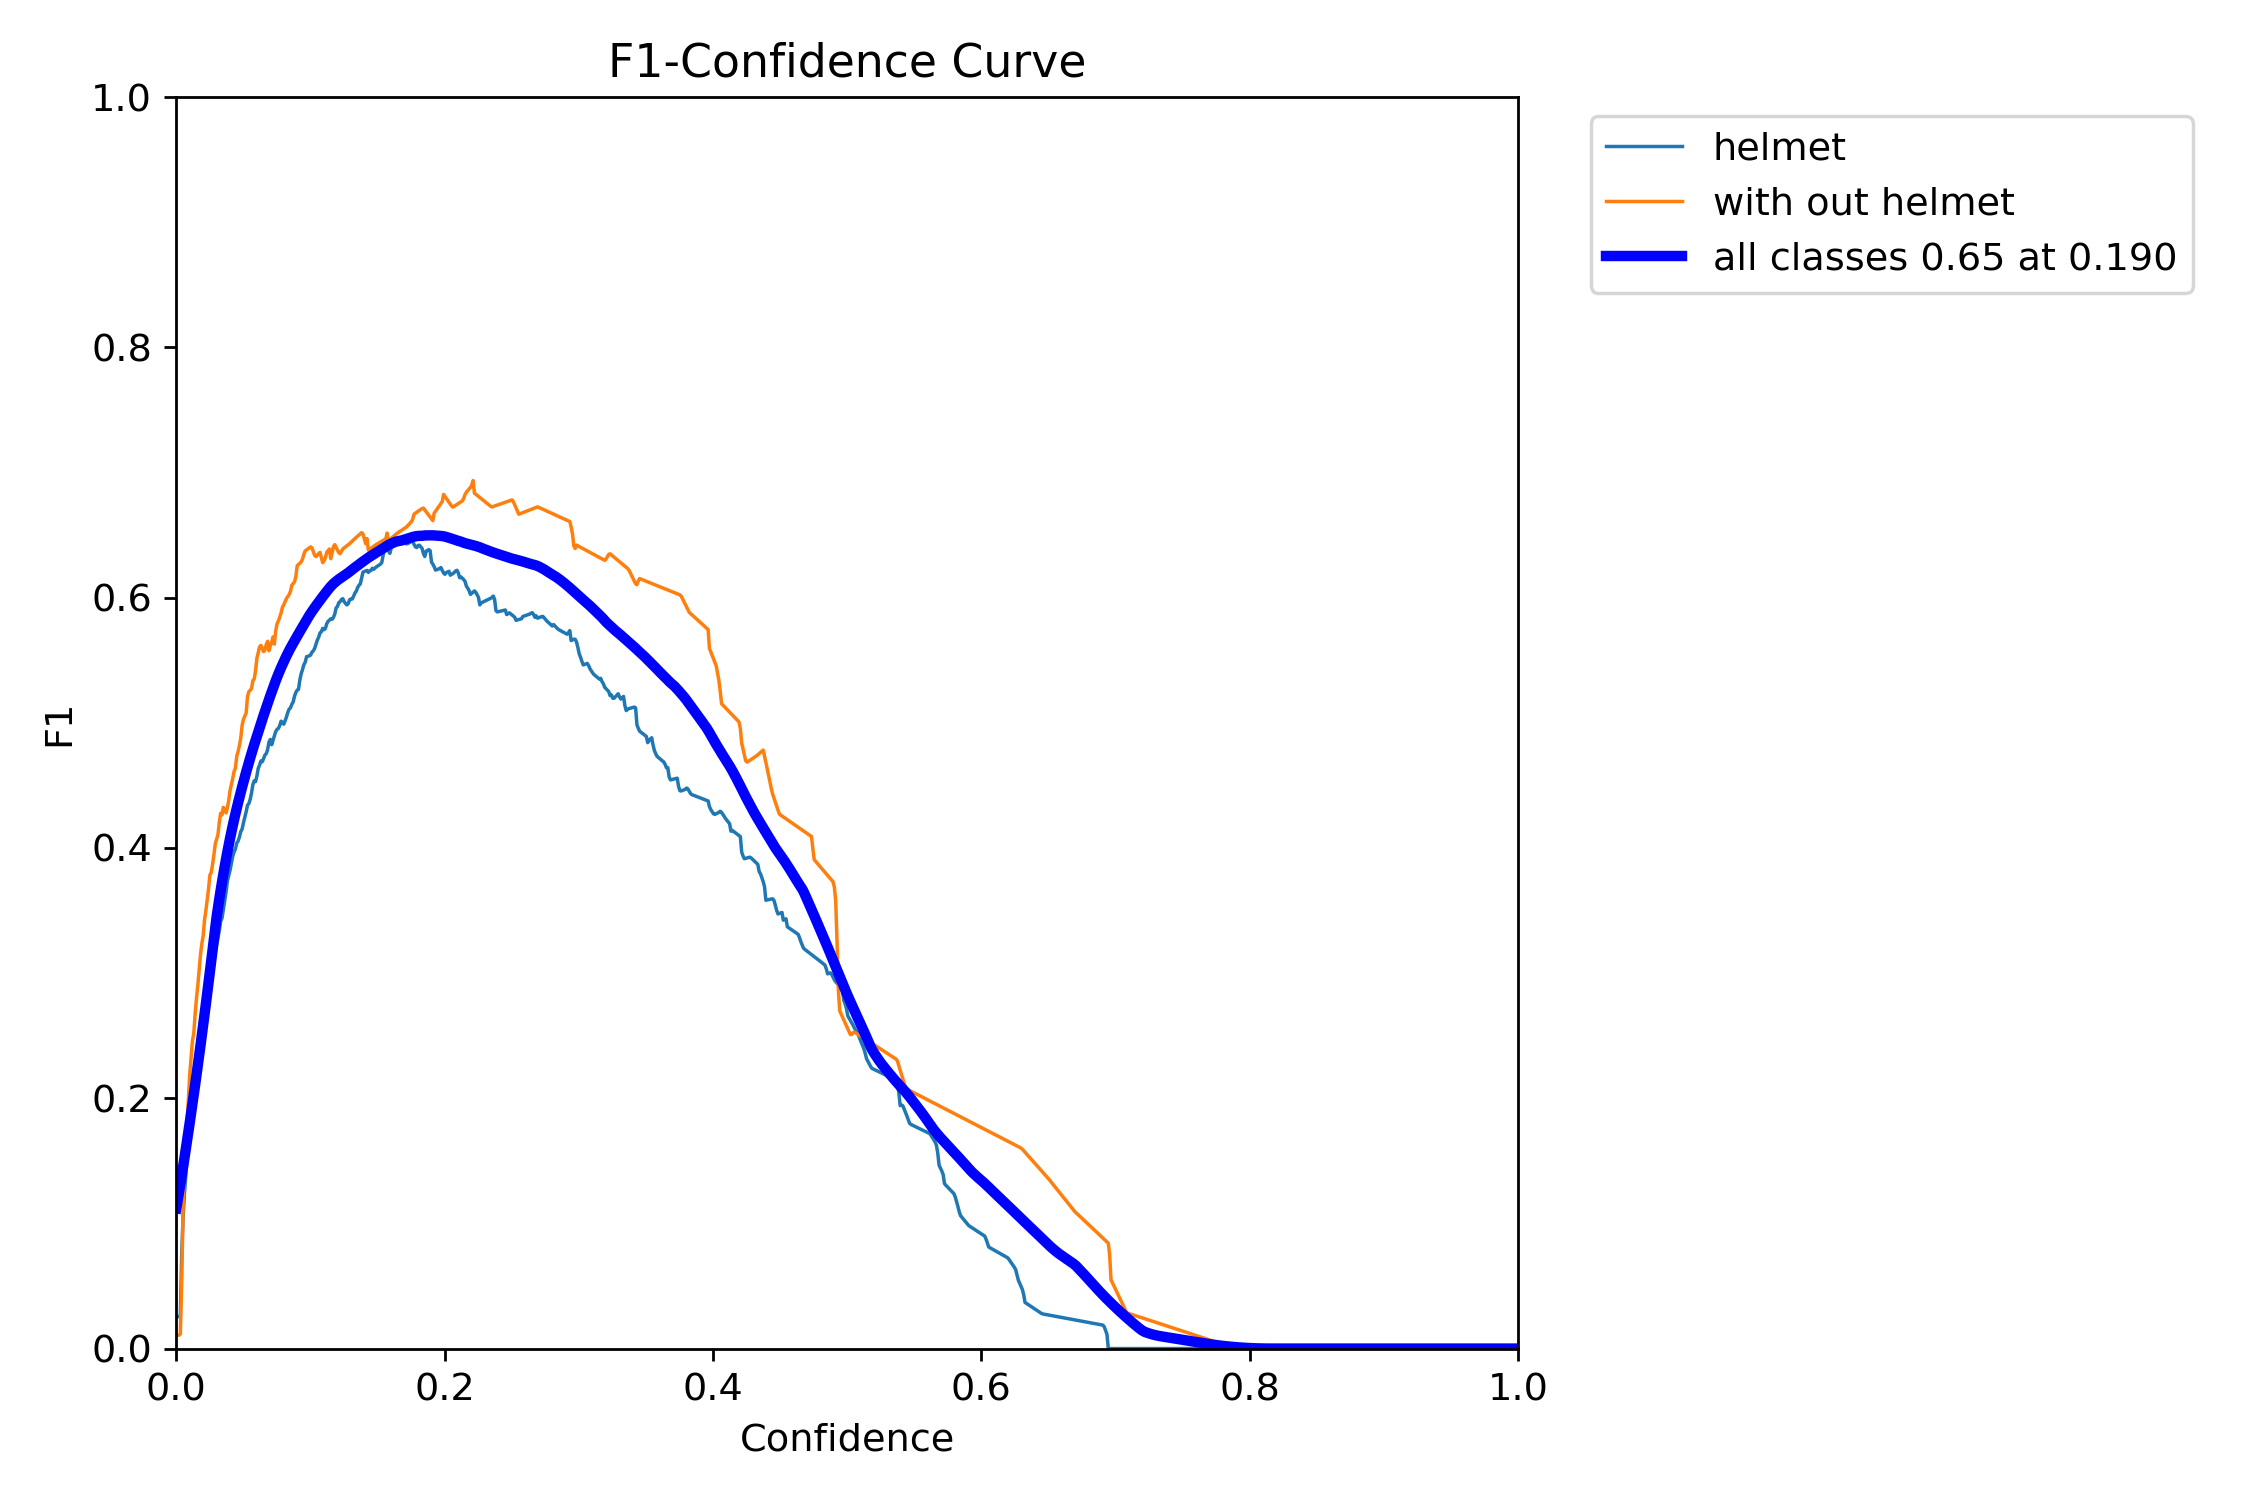 F1-Confidence Curve
1.0
0.8
0.6
0.4
0.2
0.0
F1
0.0 0.2 0.4 0.6 0.8 1.0
Confidence
helmet
with out helmet
all classes 0.65 at 0.190